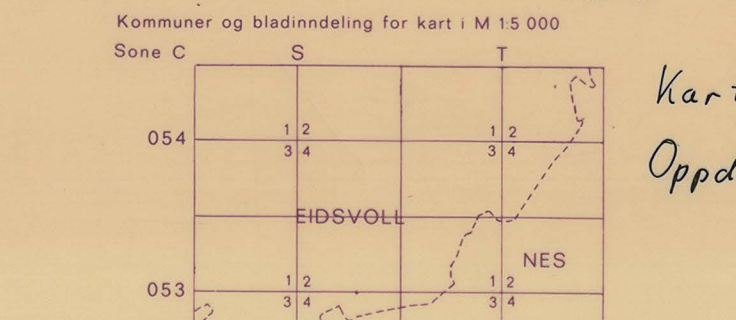 Kommuner og bladinndeling for kart i M 1:5 000
Sone C S T
Kar
054 1 2 1 2
3 4 3 4
Oppd
EIDSVOLL
NES
053 1 2 1 2
3 4 3 4